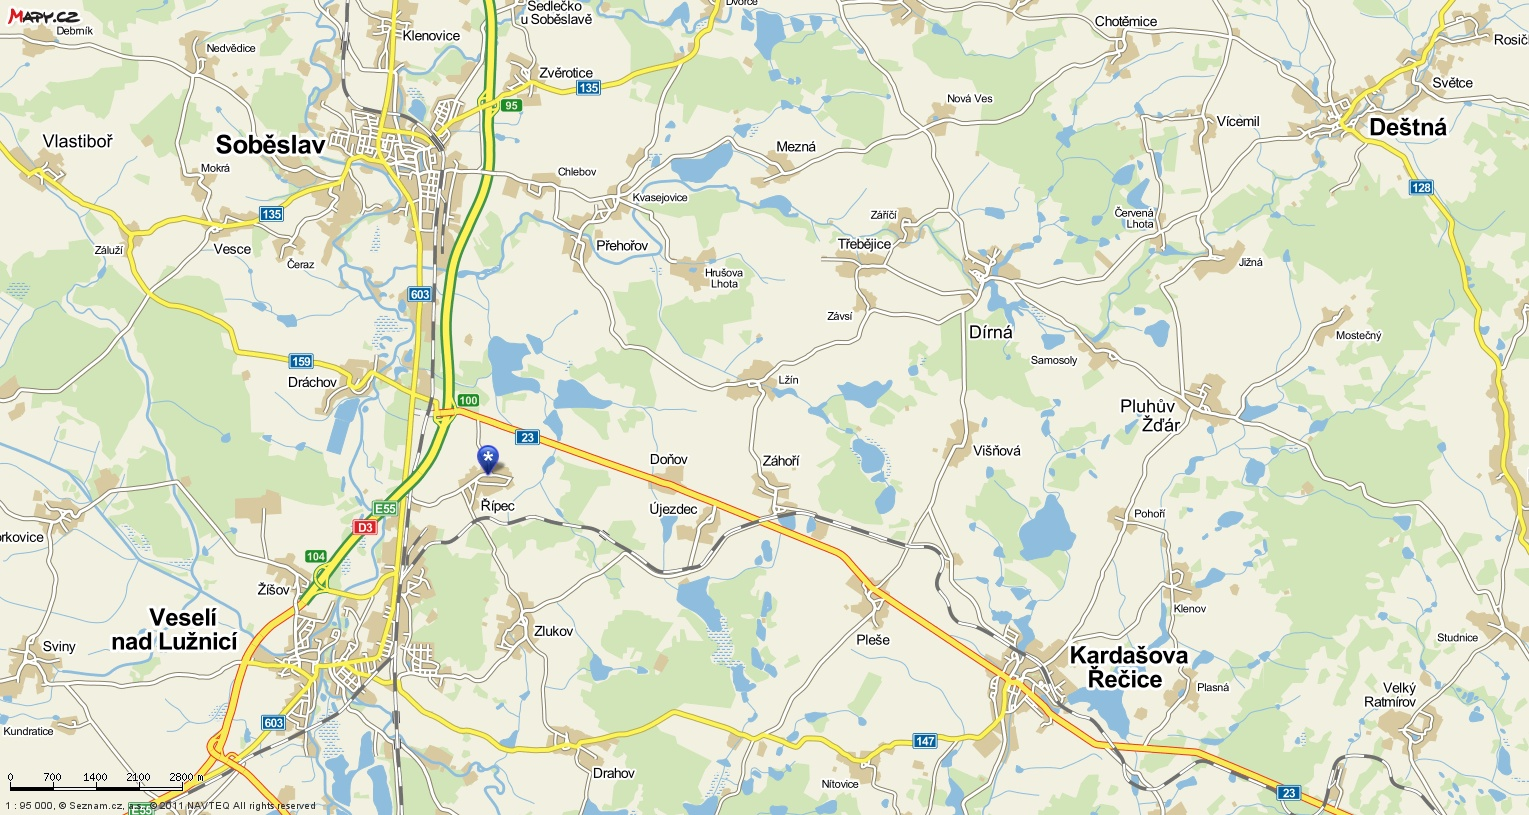 Mapy.cz
Debrník
Nedvědice
Klenovice
Sedlečko
u Soběslavě
Dvorce
Chotěmice
Zvěrotice
135
95
Nová Ves
Světce
Vlastiboř
Soběslav
Mezná
Vícemil
Deštná
Mokrá
Chlebov
Kvasejovice
128
135
Vesce
Záluží
Čeraz
Přehořov
Záříčí
Třebějice
Červená
Lhota
Jižná
Hrušova
Lhota
603
Závsí
Dírná
Samosoly
Mostečný
159
Dráchov
Lžín
100
23
Pluhův
Žďár
Doňov
Záhoří
Višňová
Řípec
Újezdec
Pohoří
E55
D3
104
Žíšov
Veselí
nad Lužnicí
Zlukov
Pleše
Klenov
Studnice
Sviny
Kardašova
Řečice
Plasná
Velký
Ratmírov
603
Kundratice
147
Drahov
Nítovice
23
0 700 1400 2100 2800 m
1 : 95 000, © Seznam.cz, a.s., © 2011 NAVTEQ All rights reserved
E55